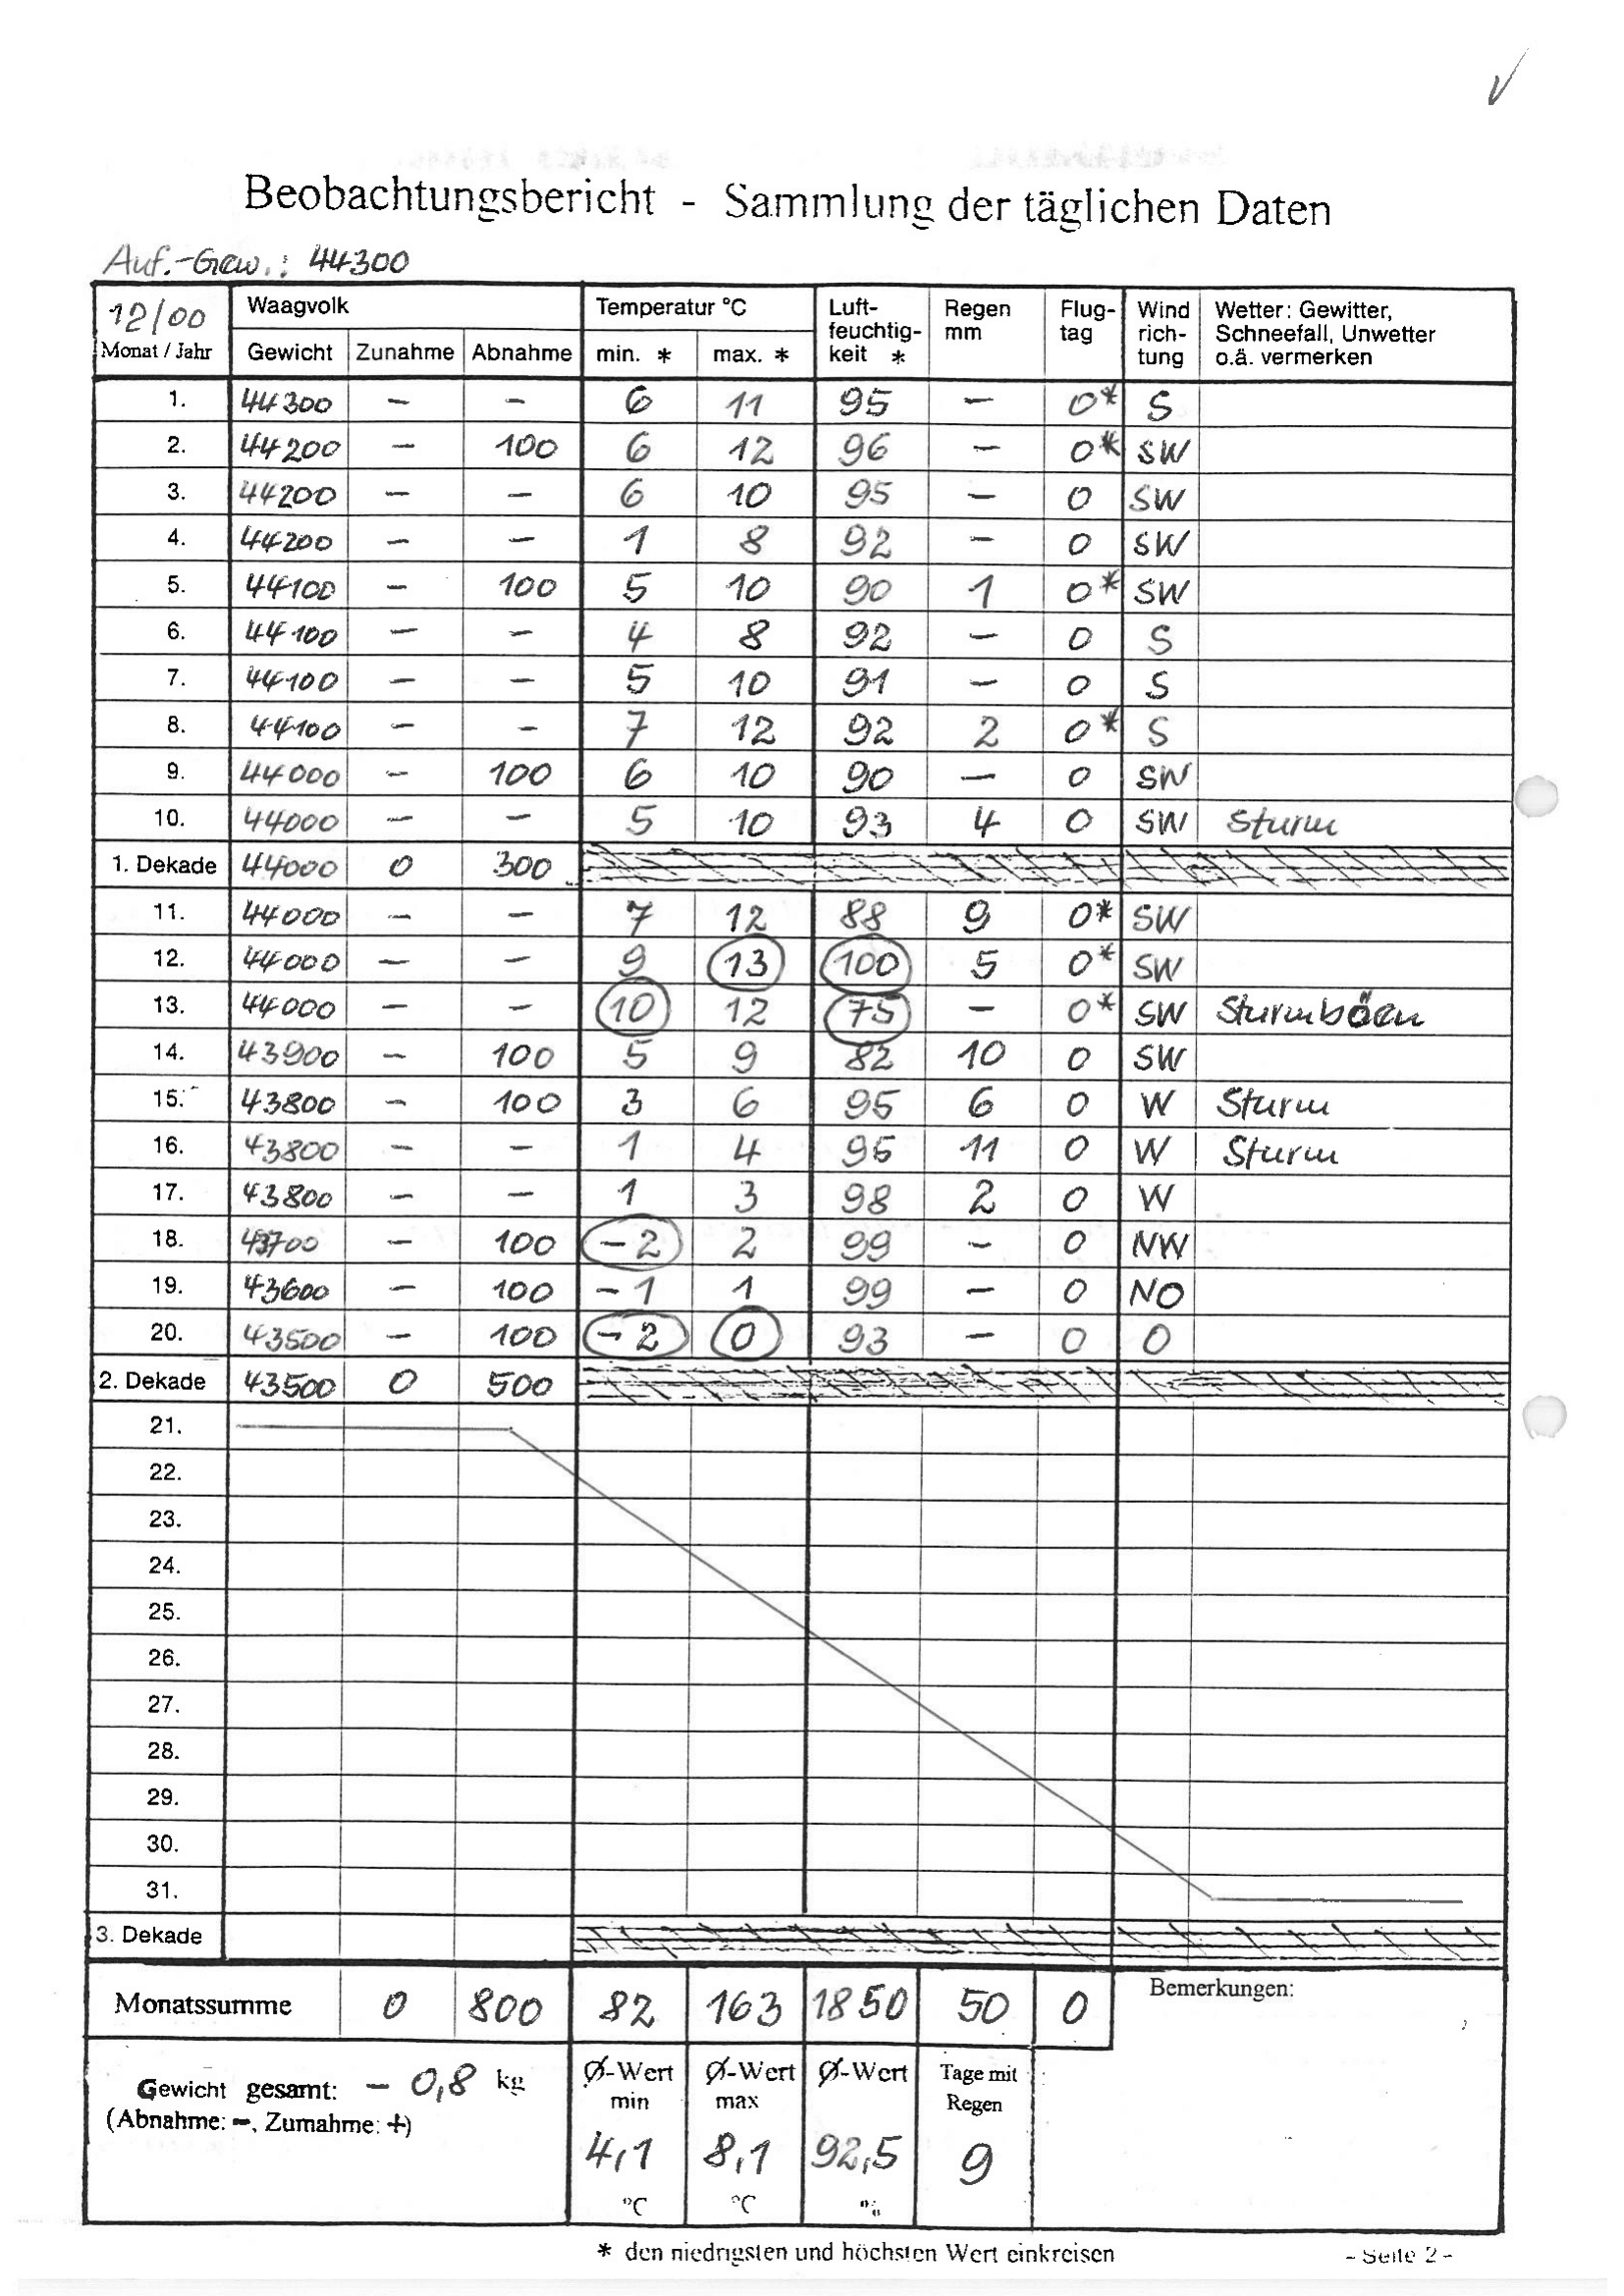 Beobachtungsbericht - Sammlung der täglichen Daten
Auf.-Gew.: 44300
12/00 Monat / Jahr Waagvolk Temperatur °C Luft-feuchtig-keit * Regen mm Flug-tag Wind rich-tung Wetter: Gewitter, Schneefall, Unwetter o.ä. vermerken
Gewicht Zunahme Abnahme min. * max. *
1. 44300 – – 6 11 95 – 0* S
2. 44200 – 100 6 12 96 – 0* SW
3. 44200 – – 6 10 95 – 0 SW
4. 44200 – – 1 8 92 – 0 SW
5. 44100 – 100 5 10 90 1 0* SW
6. 44100 – – 4 8 92 – 0 S
7. 44100 – – 5 10 91 – 0 S
8. 44100 – – 7 12 92 2 0* S
9. 44000 – 100 6 10 90 – 0 SW
10. 44000 – – 5 10 93 4 0 SW Sturm
1. Dekade 44000 0 300
11. 44000 – – 7 12 88 9 0* SW
12. 44000 – – 9 13 100 5 0* SW
13. 44000 – – 10 12 75 – 0* SW Sturmböen
14. 43900 – 100 5 9 82 10 0 SW
15. 43800 – 100 3 6 95 6 0 W Sturm
16. 43800 – – 1 4 95 11 0 W Sturm
17. 43800 – – 1 3 98 2 0 W
18. 43700 – 100 –2 2 99 – 0 NW
19. 43600 – 100 –1 1 99 – 0 NO
20. 43500 – 100 –2 0 93 – 0 O
2. Dekade 43500 0 500
21.
22.
23.
24.
25.
26.
27.
28.
29.
30.
31.
3. Dekade
Monatssumme 0 800 82 163 1850 50 0 Bemerkungen:
Gewicht gesamt: – 0,8 kg
(Abnahme: –, Zumahme: +)
Ø-Wert min 4,1 °C
Ø-Wert max 8,1 °C
Ø-Wert 92,5 %
Tage mit Regen 9
* den niedrigsten und höchsten Wert einkreisen
- Seite 2 -